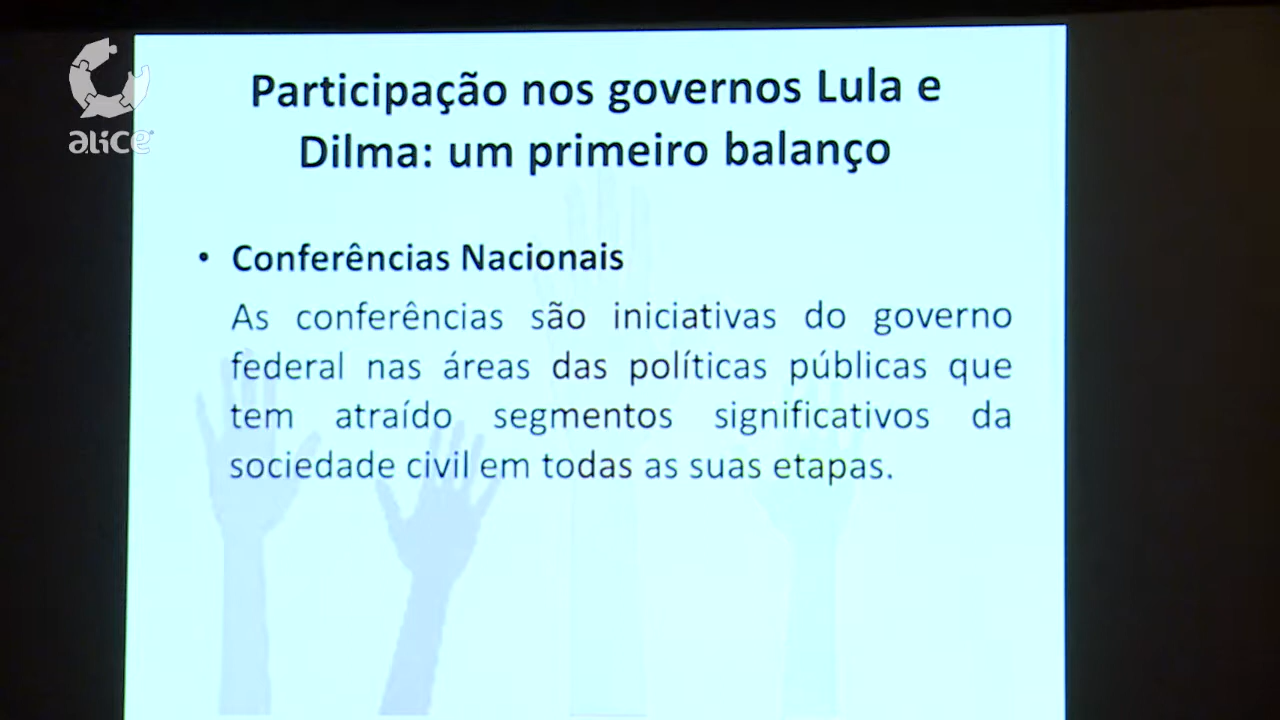 alice
Participação nos governos Lula e
Dilma: um primeiro balanço
• Conferências Nacionais
As conferências são iniciativas do governo
federal nas áreas das políticas públicas que
tem atraído segmentos significativos da
sociedade civil em todas as suas etapas.